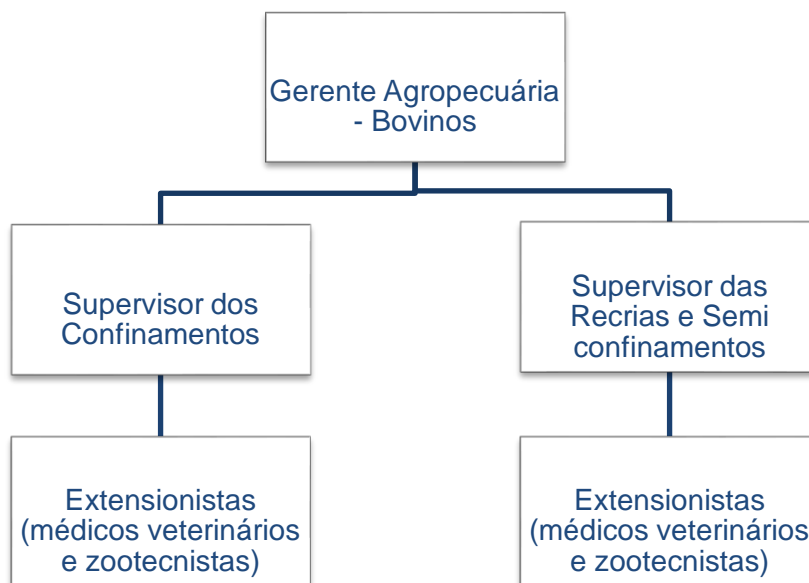 Gerente Agropecuária
- Bovinos
Supervisor dos
Confinamentos
Supervisor das
Recrias e Semi
confinamentos
Extensionistas
(médicos veterinários
e zootecnistas)
Extensionistas
(médicos veterinários
e zootecnistas)